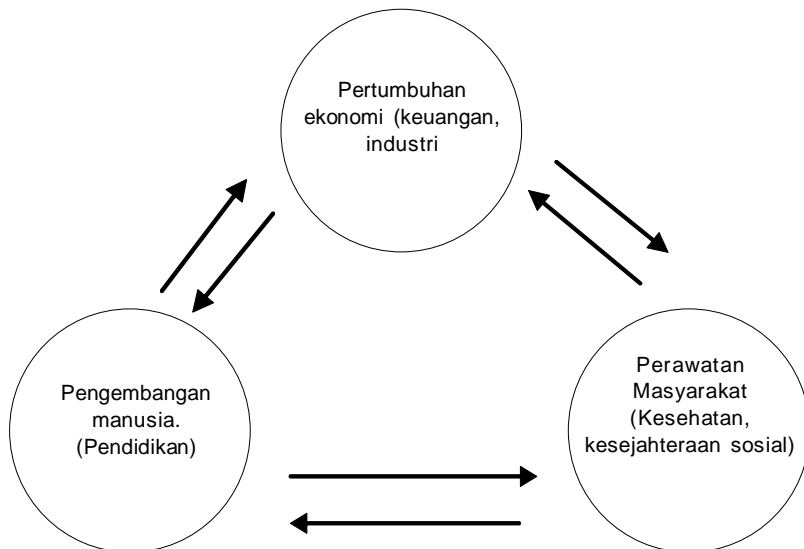 Pertumbuhan
ekonomi (keuangan,
industri
Pengembangan
manusia.
(Pendidikan)
Perawatan
Masyarakat
(Kesehatan,
kesejahteraan sosial)